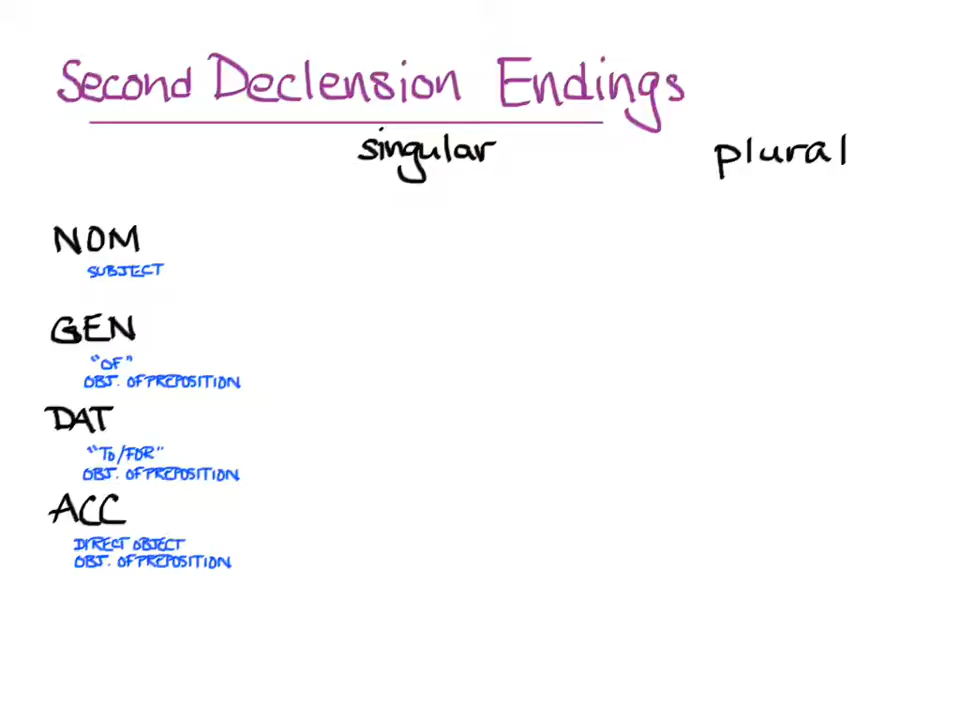 Second Declension Endings
singular plural
NOM
SUBJECT
GEN
"OF"
OBJ. OF PREPOSITION
DAT
"TO/FOR"
OBJ. OF PREPOSITION
ACC
DIRECT OBJECT
OBJ. OF PREPOSITION